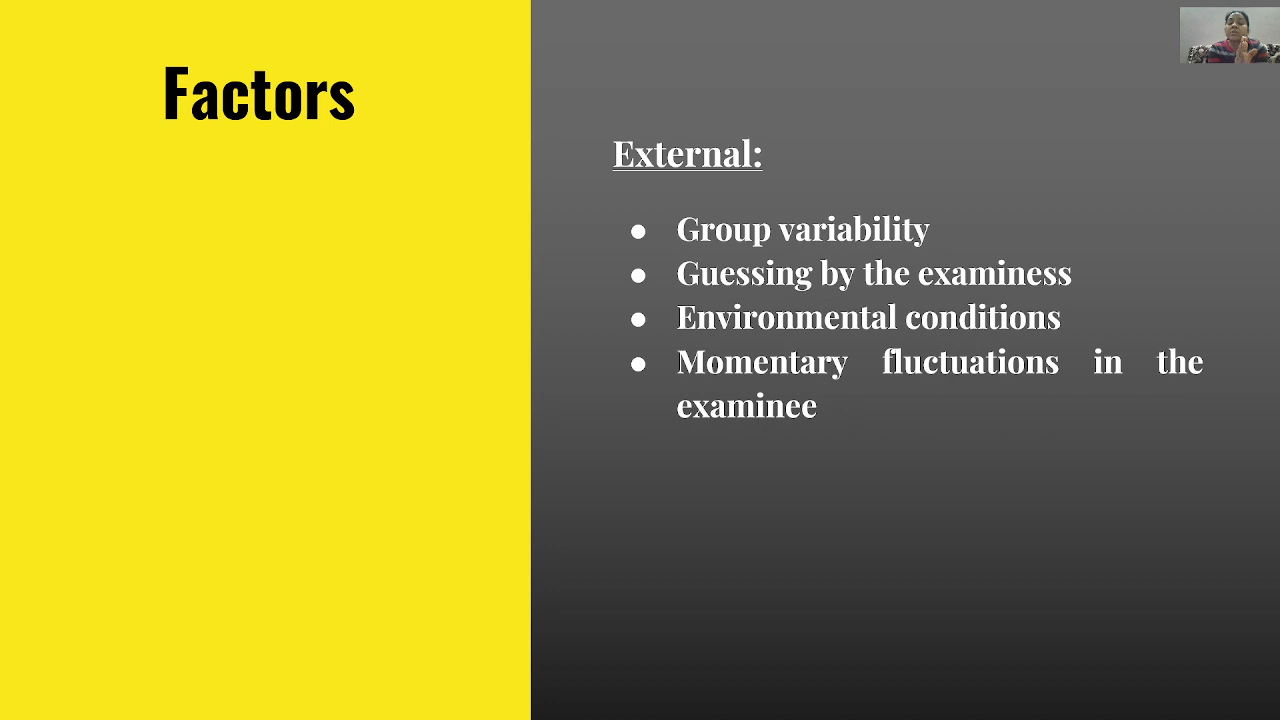 Factors
External:
● Group variability
● Guessing by the examiness
● Environmental conditions
● Momentary fluctuations in the
examinee